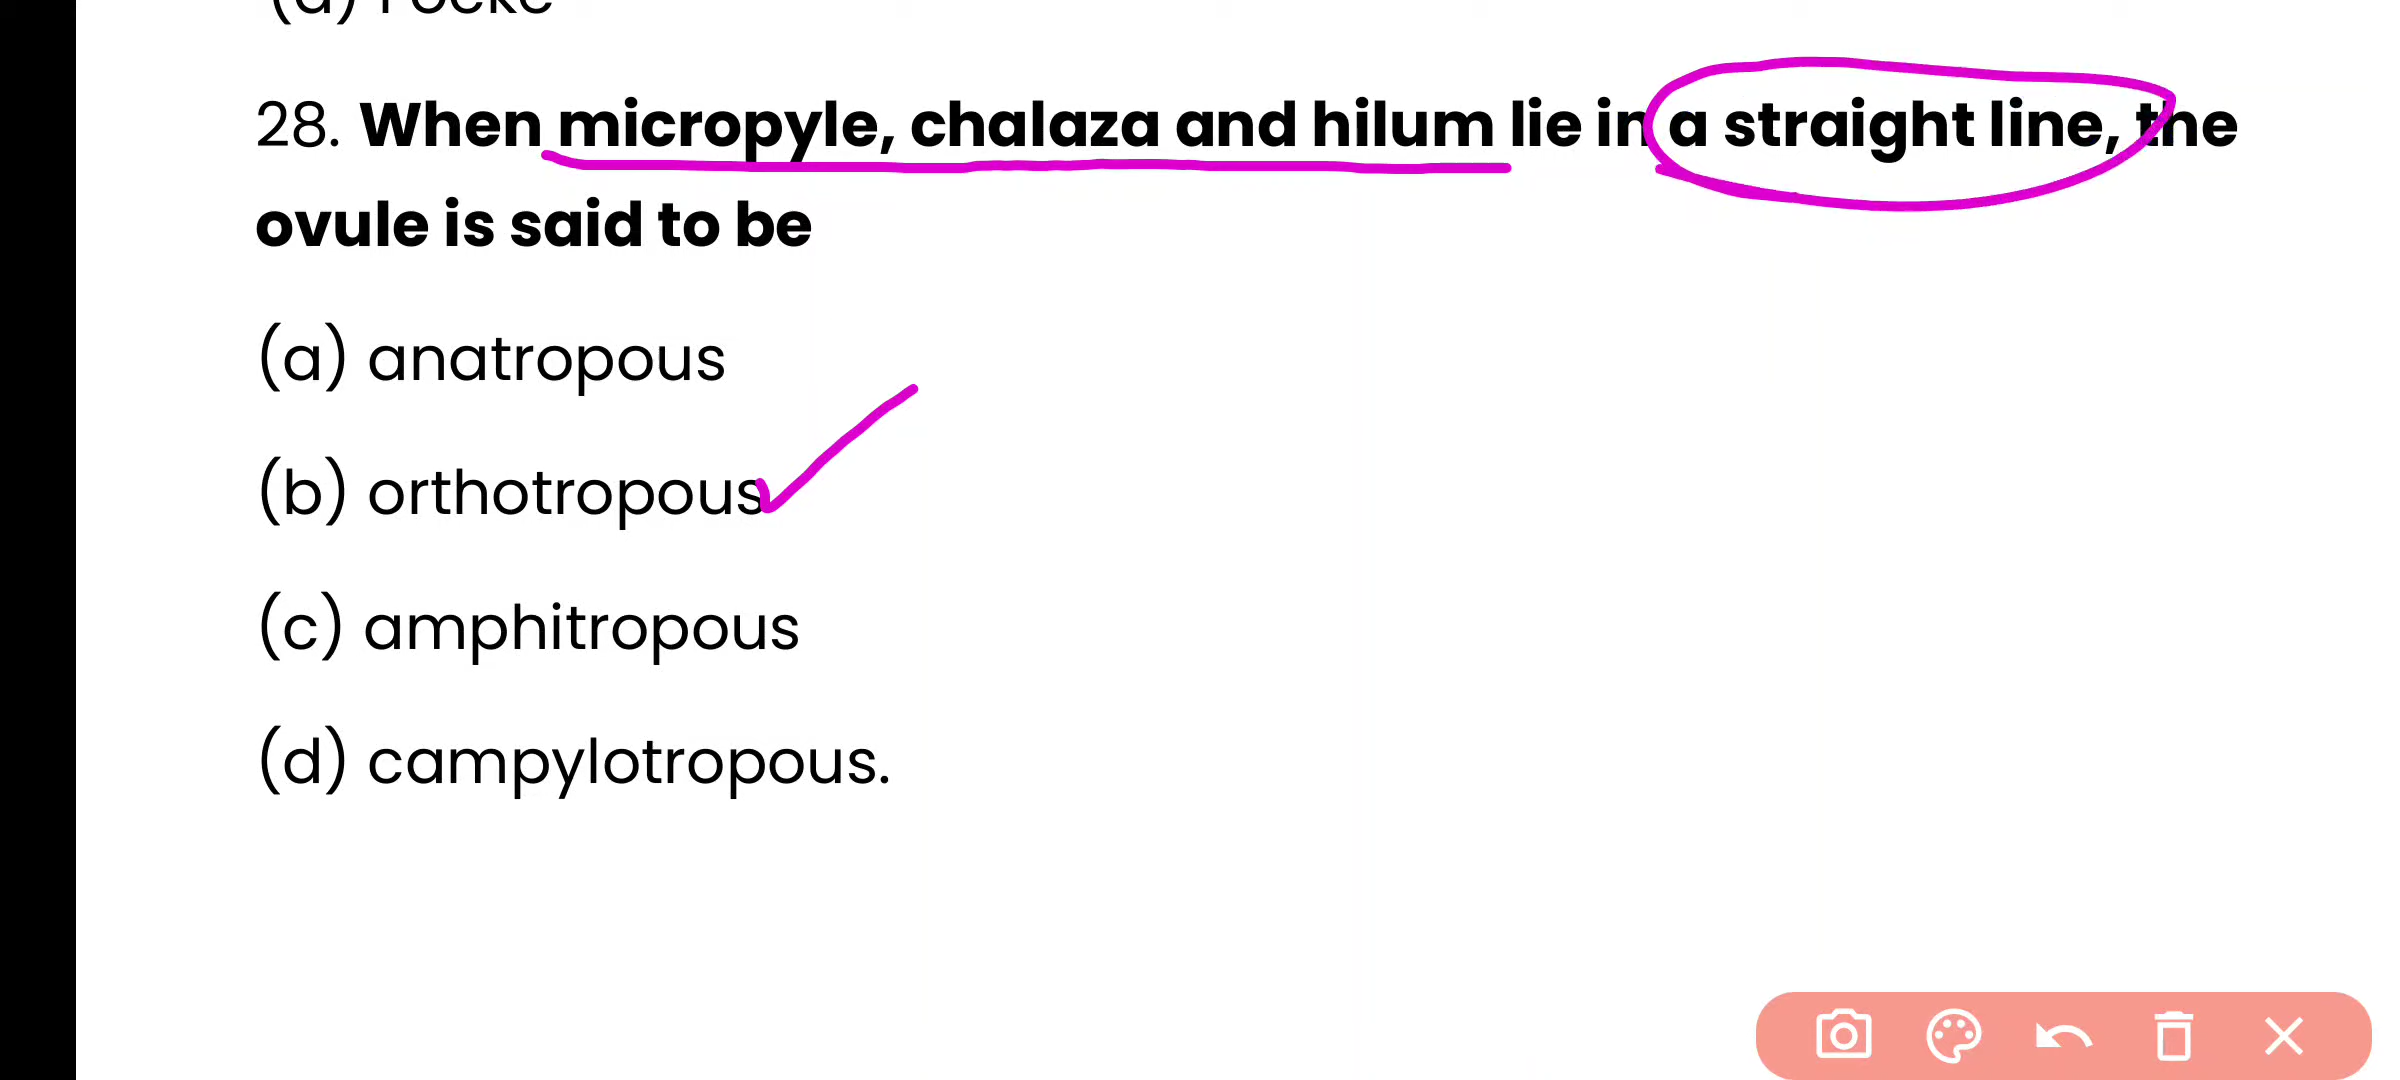 28. When micropyle, chalaza and hilum lie in a straight line, the
ovule is said to be
(a) anatropous
(b) orthotropous
(c) amphitropous
(d) campylotropous.